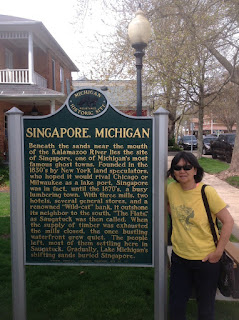 MICHIGAN
HISTORIC SITE
SINGAPORE, MICHIGAN
Beneath the sands near the mouth
of the Kalamazoo River lies the site
of Singapore, one of Michigan's most
famous ghost towns. Founded in the
1830's by New York land speculators,
who hoped it would rival Chicago or
Milwaukee as a lake port, Singapore
was in fact, until the 1870's, a busy
lumbering town. With three mills, two
hotels, several general stores, and a
renowned "Wild-cat" bank, it outshone
its neighbor to the south, "The Flats,"
as Saugatuck was then called. When
the supply of timber was exhausted
the mills closed, the once bustling
waterfront grew quiet. The people
left, most of them settling here in
Saugatuck. Gradually, Lake Michigan's
shifting sands buried Singapore.